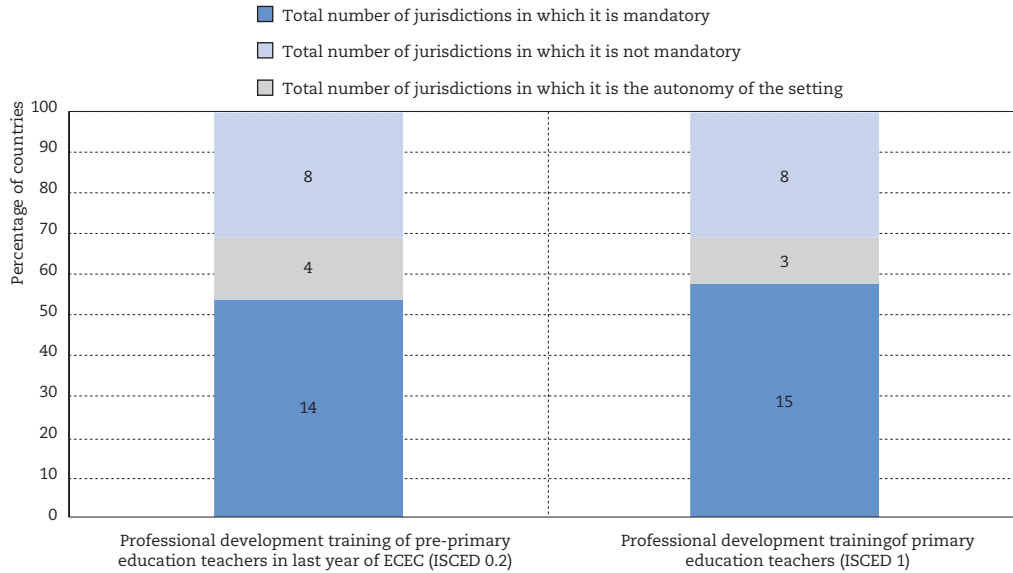 Total number of jurisdictions in which it is mandatory
Total number of jurisdictions in which it is not mandatory
Total number of jurisdictions in which it is the autonomy of the setting
Percentage of countries
100
90
80
70
60
50
40
30
20
10
0
8
4
14
8
3
15
Professional development training of pre-primary
education teachers in last year of ECEC (ISCED 0.2)
Professional development trainingof primary
education teachers (ISCED 1)